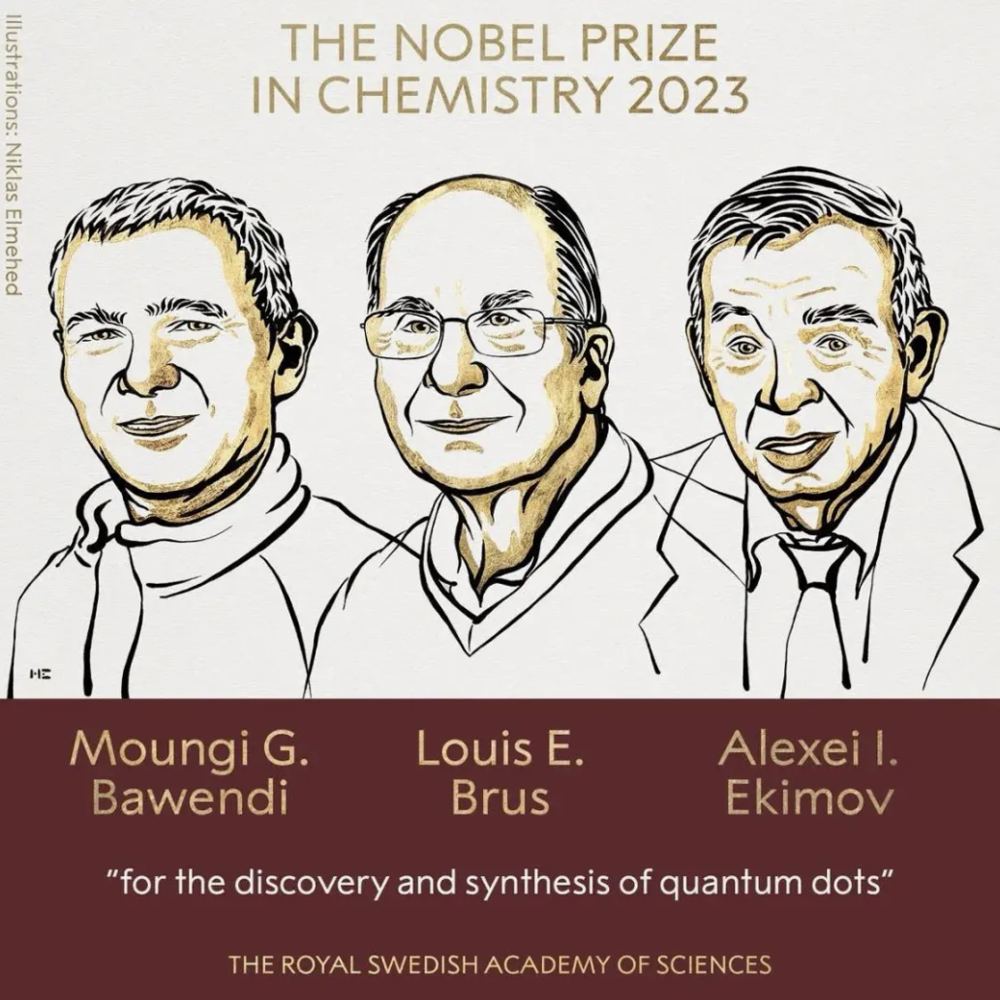 Illustrations: Niklas Elmehed
THE NOBEL PRIZE
IN CHEMISTRY 2023
Moungi G.
Bawendi
Louis E.
Brus
Alexei I.
Ekimov
“for the discovery and synthesis of quantum dots”
THE ROYAL SWEDISH ACADEMY OF SCIENCES